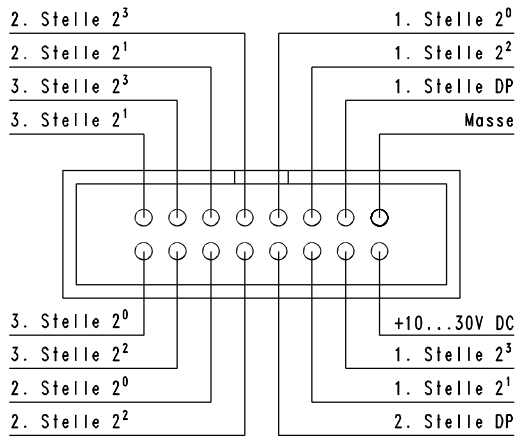 2. Stelle 2³
2. Stelle 2¹
3. Stelle 2³
3. Stelle 2¹
1. Stelle 2⁰
1. Stelle 2²
1. Stelle DP
Masse
3. Stelle 2⁰
3. Stelle 2²
2. Stelle 2⁰
2. Stelle 2²
+10...30V DC
1. Stelle 2³
1. Stelle 2¹
2. Stelle DP